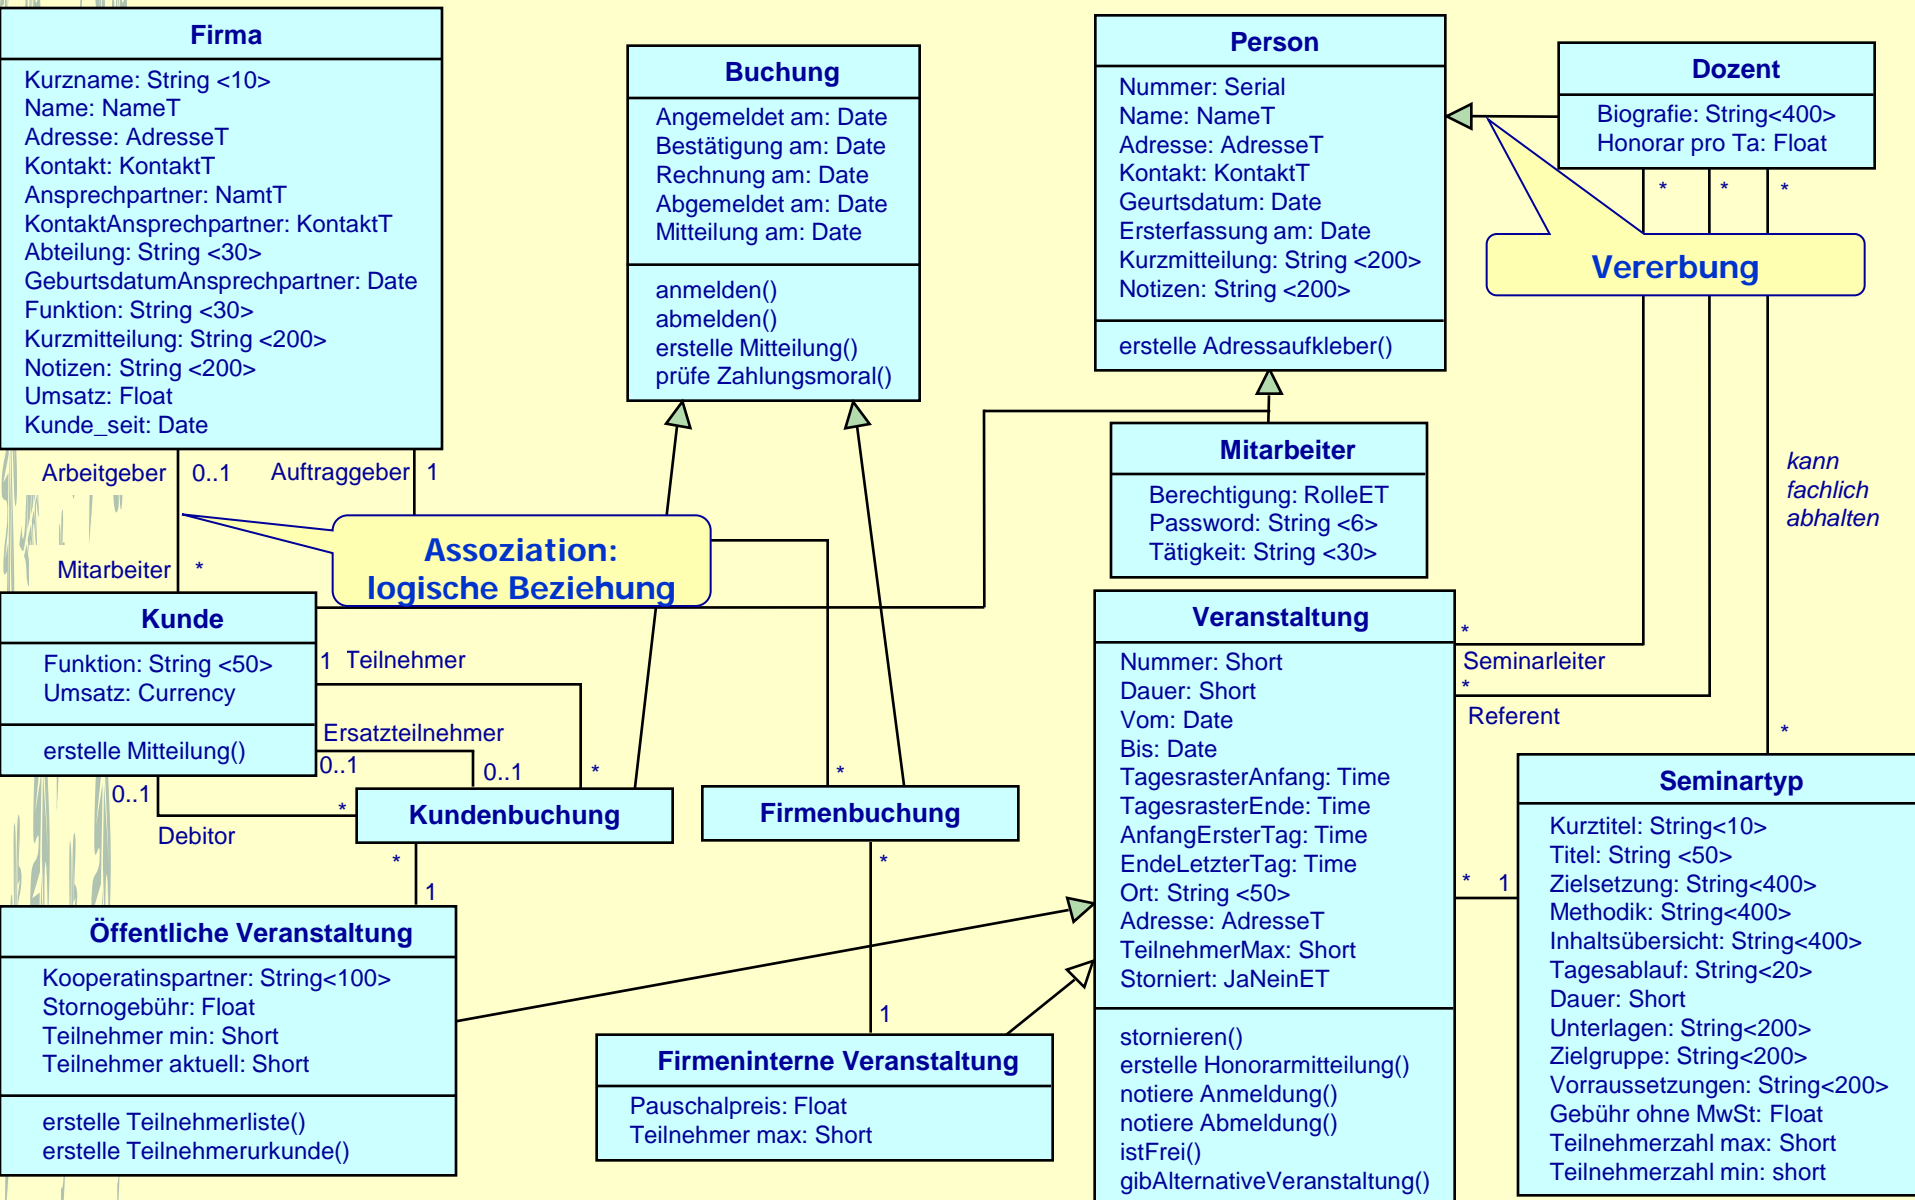 Firma
Kurzname: String <10>
Name: NameT
Adresse: AdresseT
Kontakt: KontaktT
Ansprechpartner: NamtT
KontaktAnsprechpartner: KontaktT
Abteilung: String <30>
GeburtsdatumAnsprechpartner: Date
Funktion: String <30>
Kurzmitteilung: String <200>
Notizen: String <200>
Umsatz: Float
Kunde_seit: Date
Buchung
Angemeldet am: Date
Bestätigung am: Date
Rechnung am: Date
Abgemeldet am: Date
Mitteilung am: Date
anmelden()
abmelden()
erstelle Mitteilung()
prüfe Zahlungsmoral()
Person
Nummer: Serial
Name: NameT
Adresse: AdresseT
Kontakt: KontaktT
Geurtsdatum: Date
Ersterfassung am: Date
Kurzmitteilung: String <200>
Notizen: String <200>
erstelle Adressaufkleber()
Dozent
Biografie: String<400>
Honorar pro Ta: Float
* * *
Vererbung
Arbeitgeber 0..1 Auftraggeber 1
Assoziation:
logische Beziehung
Mitarbeiter *
Mitarbeiter
Berechtigung: RolleET
Password: String <6>
Tätigkeit: String <30>
kann
fachlich
abhalten
Kunde
Funktion: String <50>
Umsatz: Currency
erstelle Mitteilung()
1 Teilnehmer
Ersatzteilnehmer
0..1 0..1 * *
0..1 *
Debitor
Kundenbuchung
Firmenbuchung
* *
1
1
Veranstaltung
Nummer: Short
Dauer: Short
Vom: Date
Bis: Date
TagesrasterAnfang: Time
TagesrasterEnde: Time
AnfangErsterTag: Time
EndeLetzterTag: Time
Ort: String <50>
Adresse: AdresseT
TeilnehmerMax: Short
Storniert: JaNeinET
stornieren()
erstelle Honorarmitteilung()
notiere Anmeldung()
notiere Abmeldung()
istFrei()
gibAlternativeVeranstaltung()
*
Seminarleiter
*
Referent
*
* 1
Seminartyp
Kurztitel: String<10>
Titel: String <50>
Zielsetzung: String<400>
Methodik: String<400>
Inhaltsübersicht: String<400>
Tagesablauf: String<20>
Dauer: Short
Unterlagen: String<200>
Zielgruppe: String<200>
Vorraussetzungen: String<200>
Gebühr ohne MwSt: Float
Teilnehmerzahl max: Short
Teilnehmerzahl min: short
Öffentliche Veranstaltung
Kooperatinspartner: String<100>
Stornogebühr: Float
Teilnehmer min: Short
Teilnehmer aktuell: Short
erstelle Teilnehmerliste()
erstelle Teilnehmerurkunde()
Firmeninterne Veranstaltung
Pauschalpreis: Float
Teilnehmer max: Short